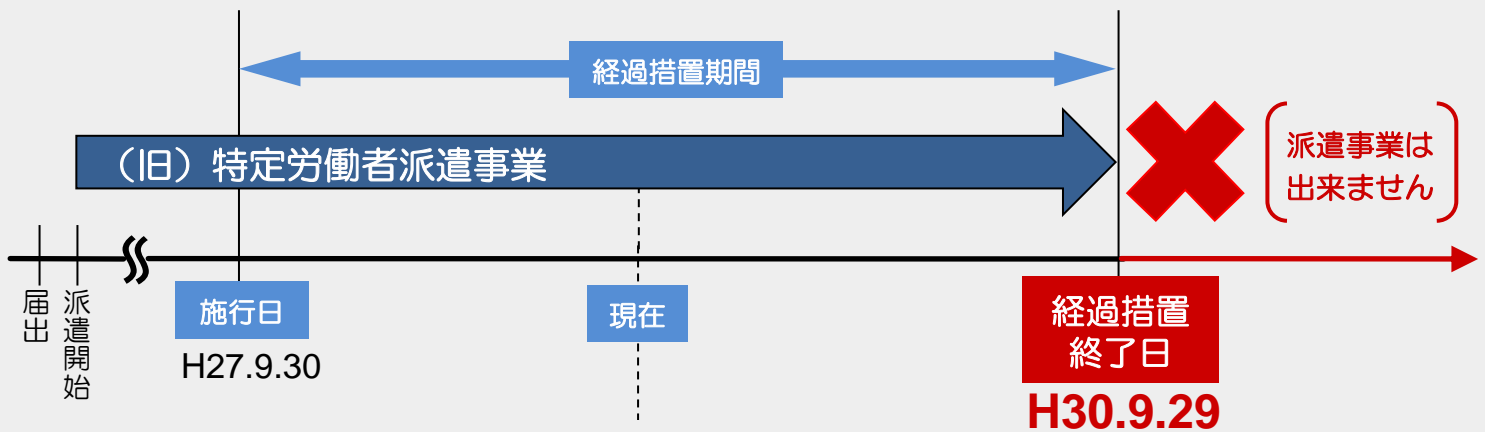 経過措置期間
（旧）特定労働者派遣事業
派遣事業は
出来ません
届出
派遣開始
施行日
H27.9.30
現在
経過措置
終了日
H30.9.29